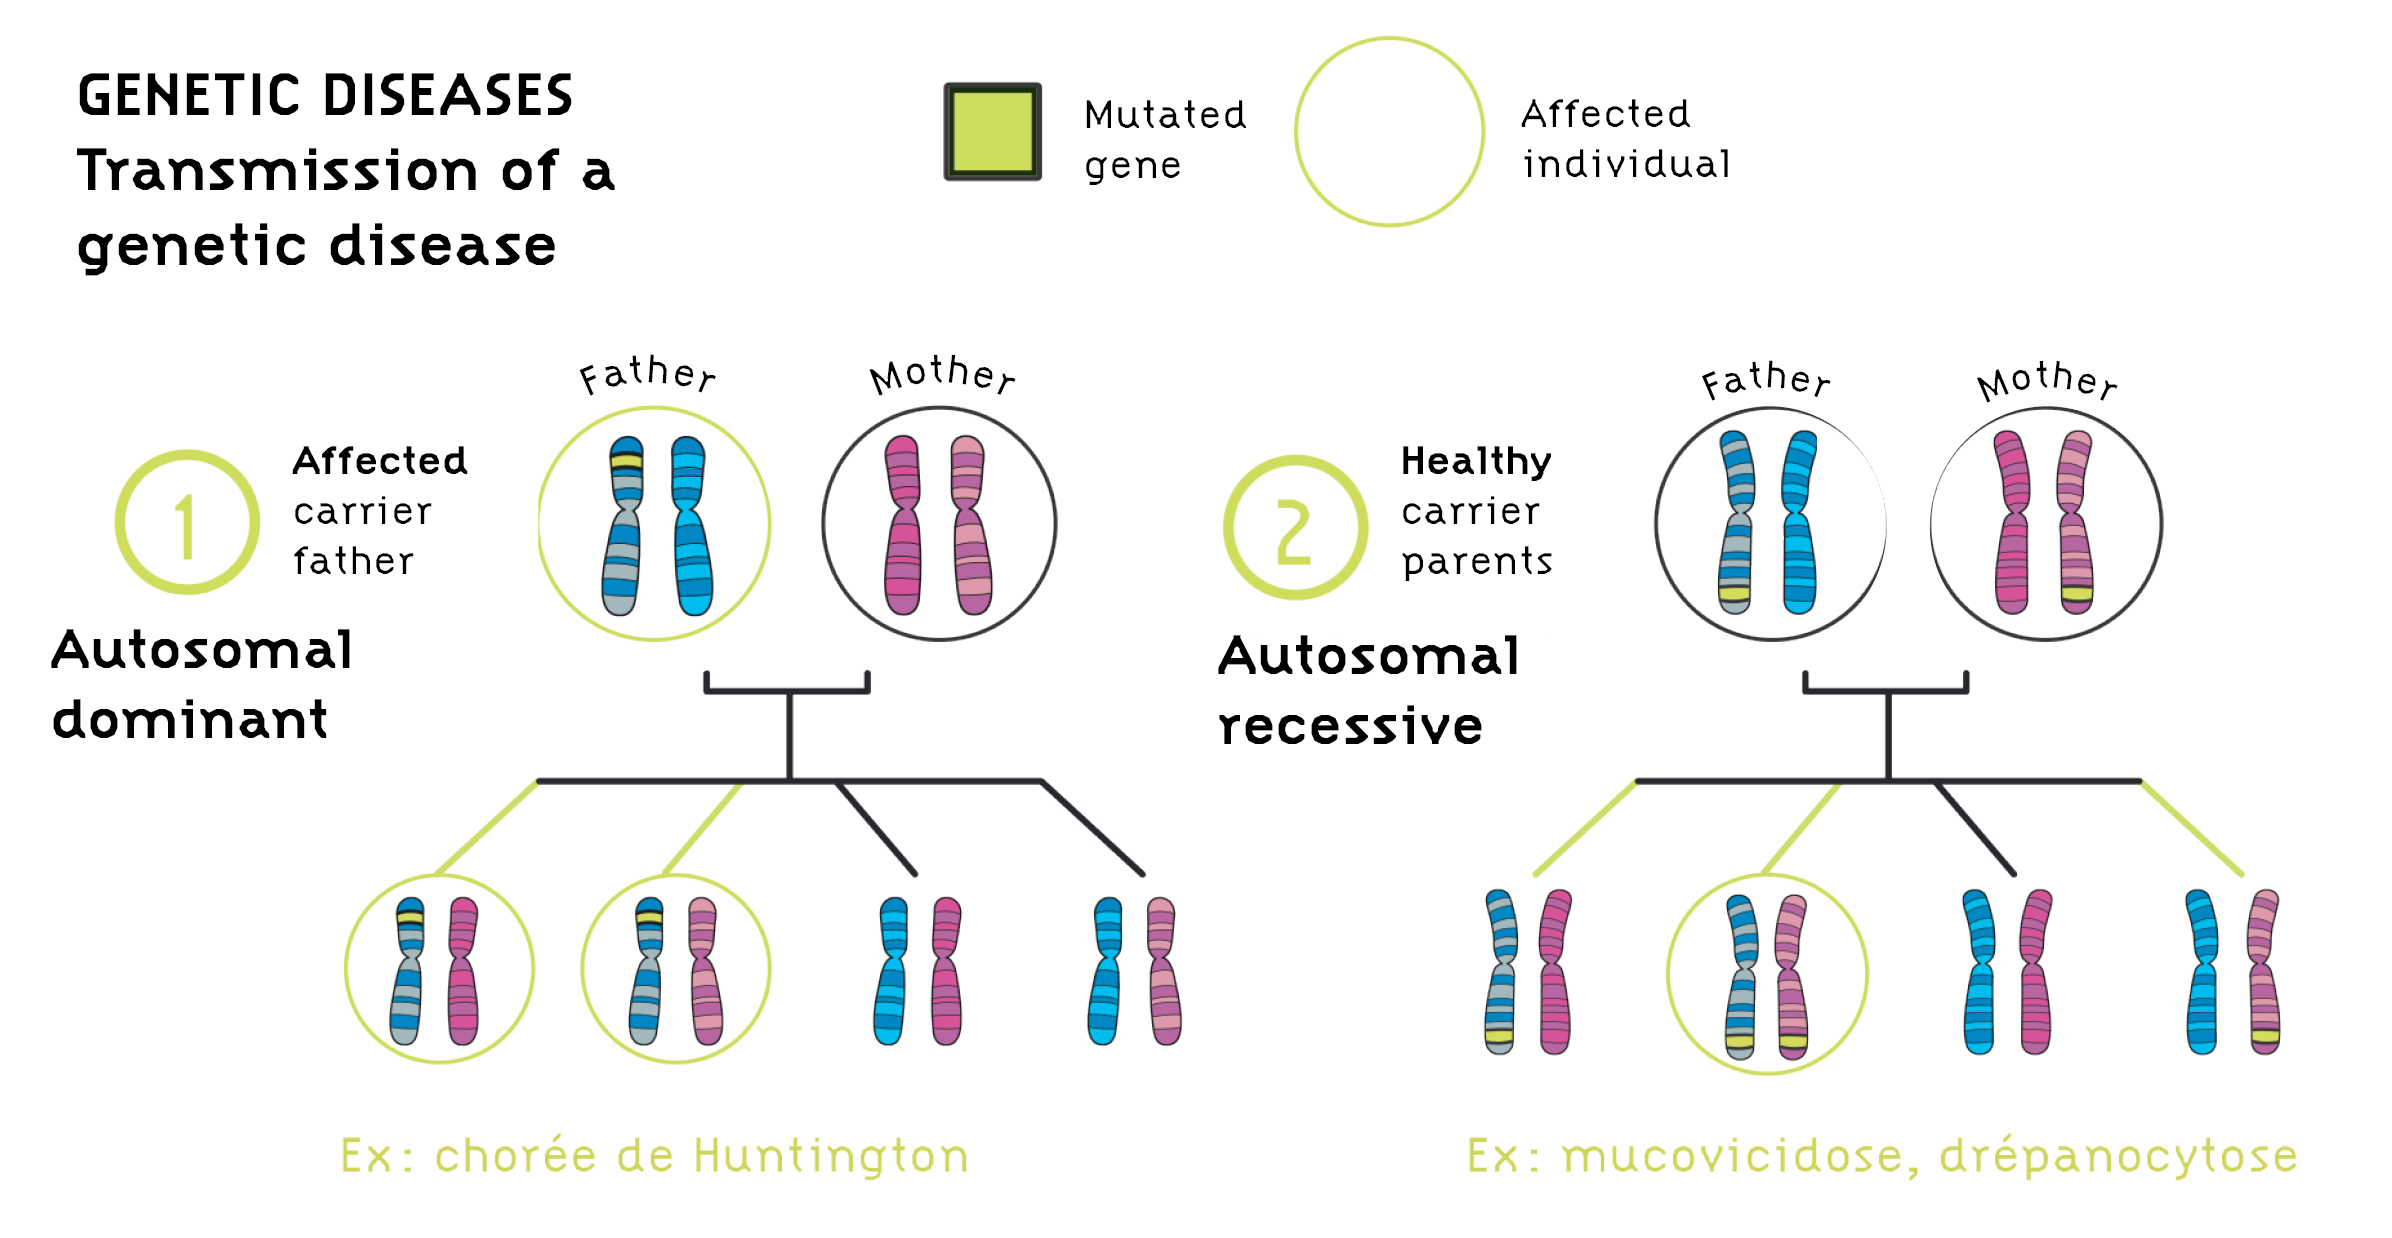 GENETIC DISEASES
Transmission of a
genetic disease
Mutated
gene
Affected
individual
Father
Mother
1
Affected
carrier
father
Autosomal
dominant
Ex: chorée de Huntington
Father
Mother
2
Healthy
carrier
parents
Autosomal
recessive
Ex: mucovicidose, drépanocytose